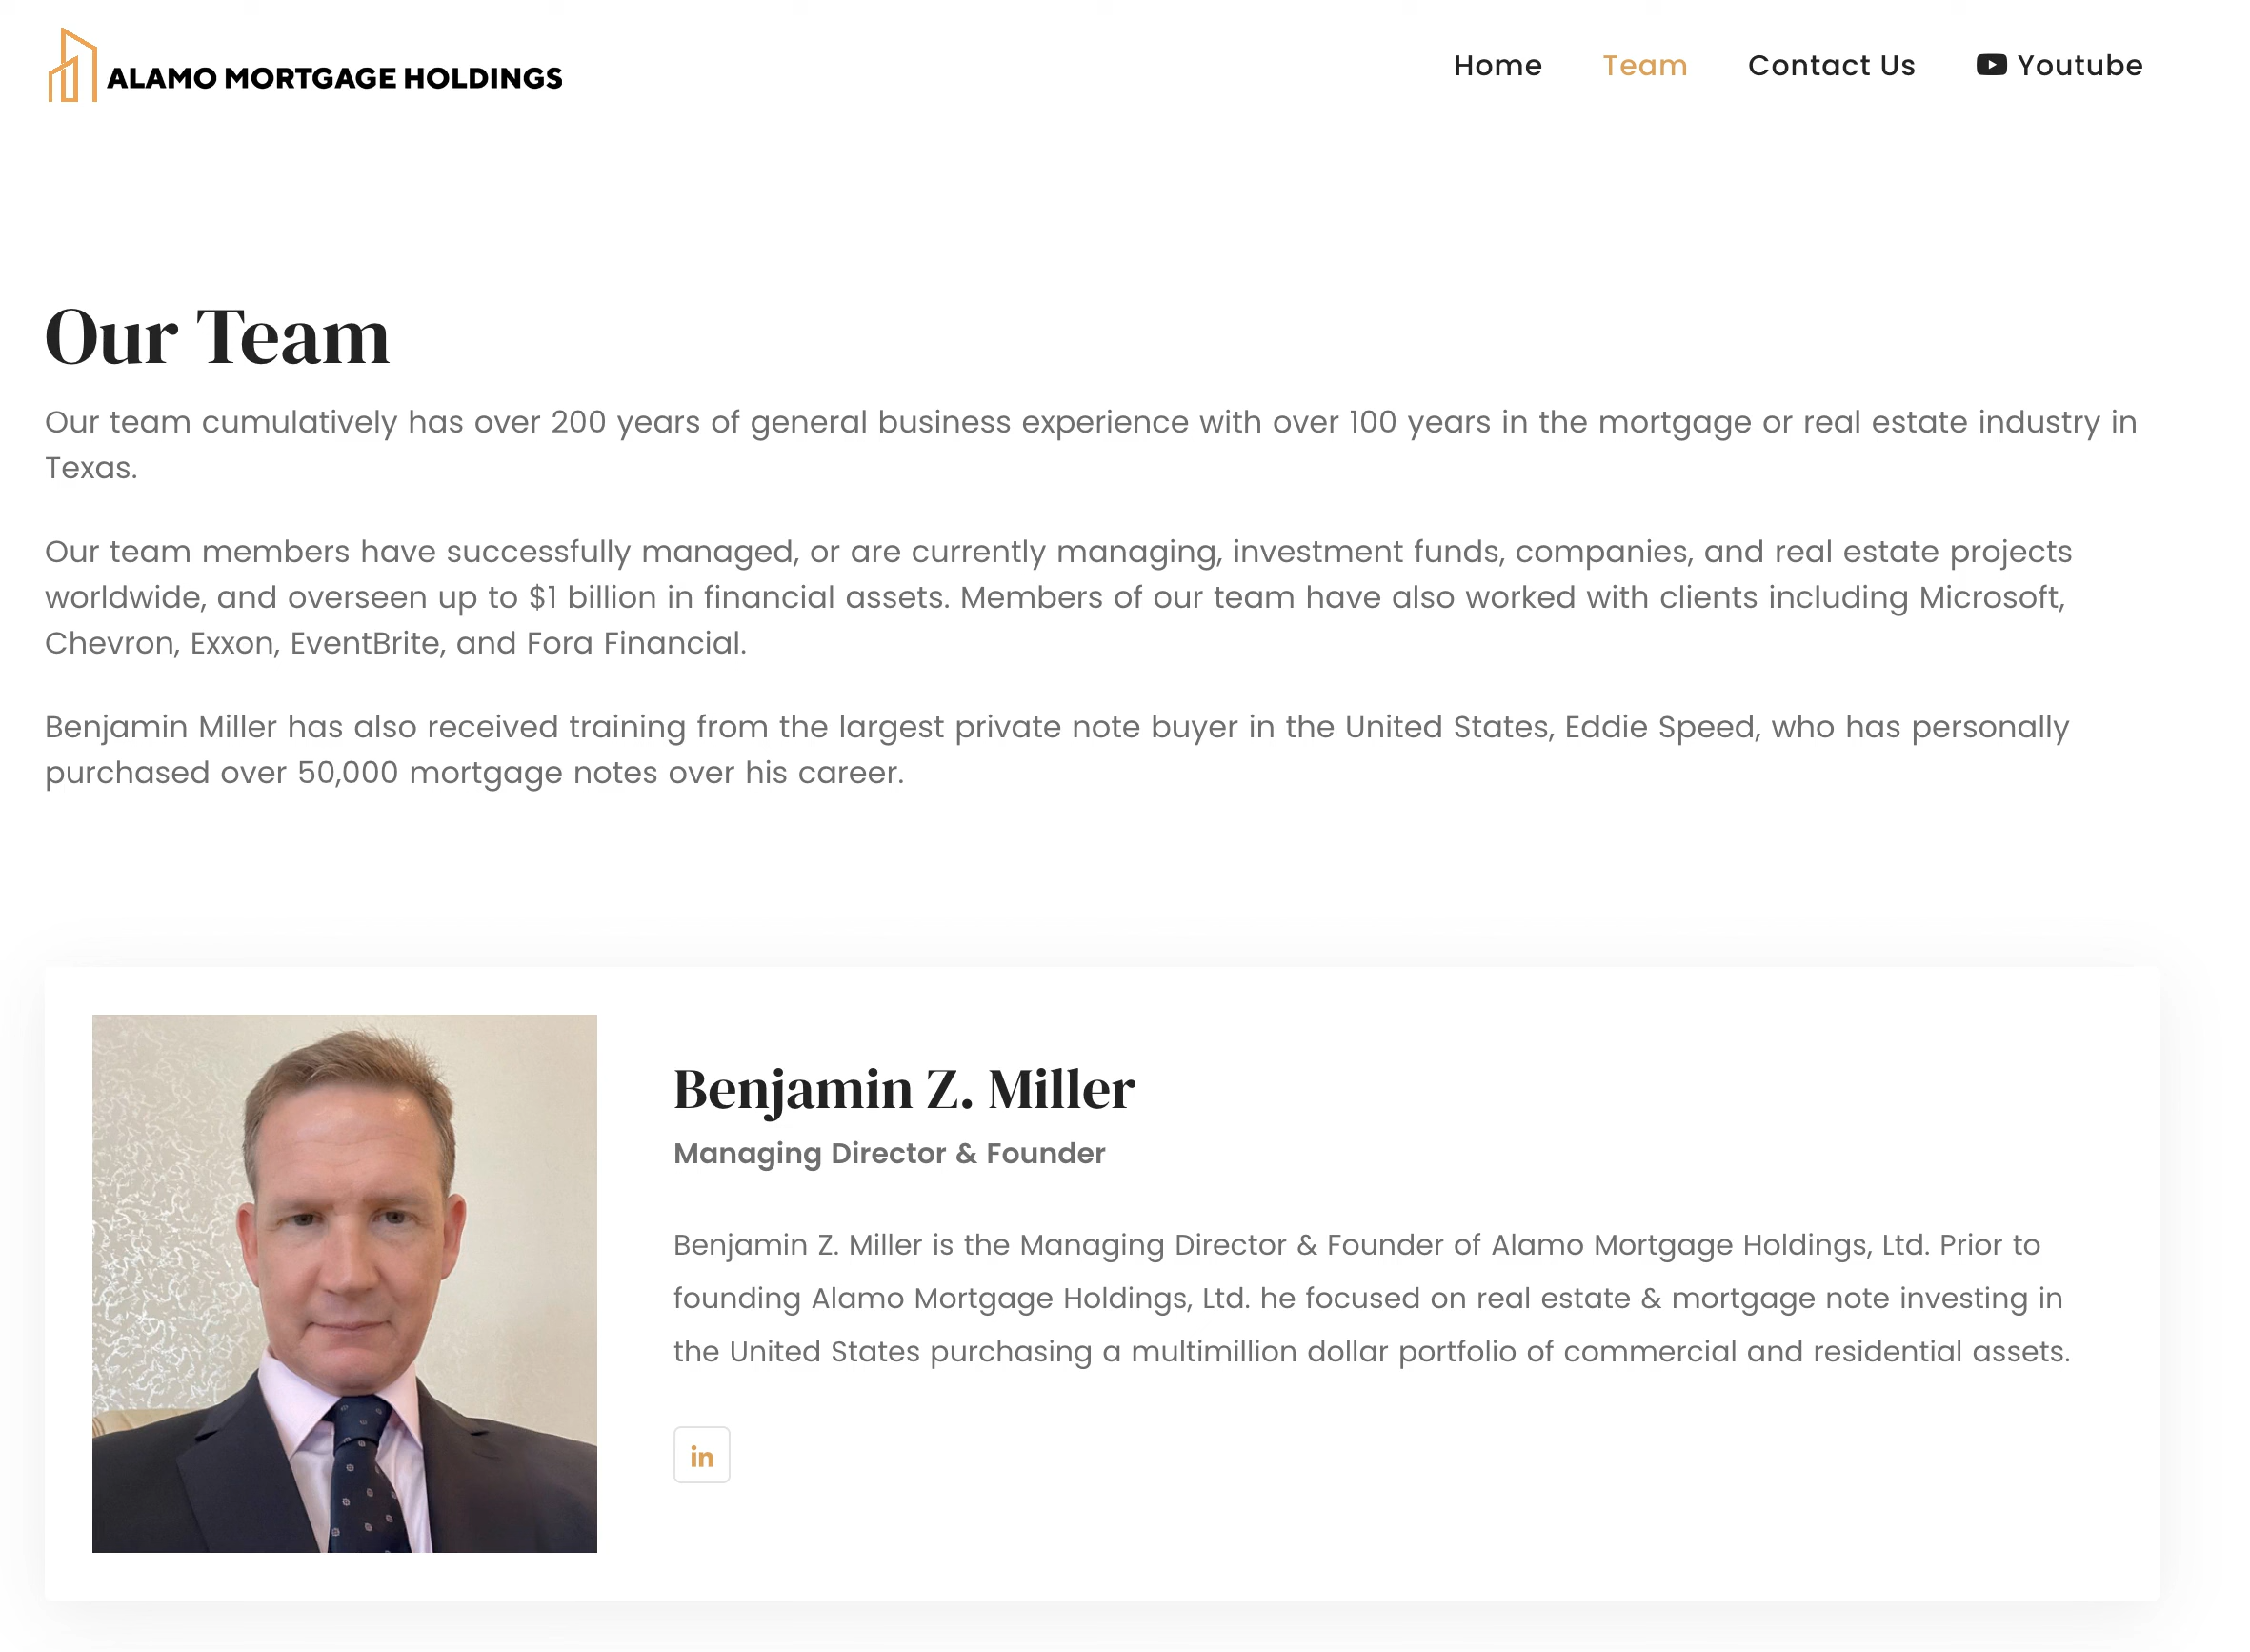 ALAMO MORTGAGE HOLDINGS
Home
Team
Contact Us
Youtube
Our Team
Our team cumulatively has over 200 years of general business experience with over 100 years in the mortgage or real estate industry in
Texas.
Our team members have successfully managed, or are currently managing, investment funds, companies, and real estate projects
worldwide, and overseen up to $1 billion in financial assets. Members of our team have also worked with clients including Microsoft,
Chevron, Exxon, EventBrite, and Fora Financial.
Benjamin Miller has also received training from the largest private note buyer in the United States, Eddie Speed, who has personally
purchased over 50,000 mortgage notes over his career.
Benjamin Z. Miller
Managing Director & Founder
Benjamin Z. Miller is the Managing Director & Founder of Alamo Mortgage Holdings, Ltd. Prior to
founding Alamo Mortgage Holdings, Ltd. he focused on real estate & mortgage note investing in
the United States purchasing a multimillion dollar portfolio of commercial and residential assets.
in